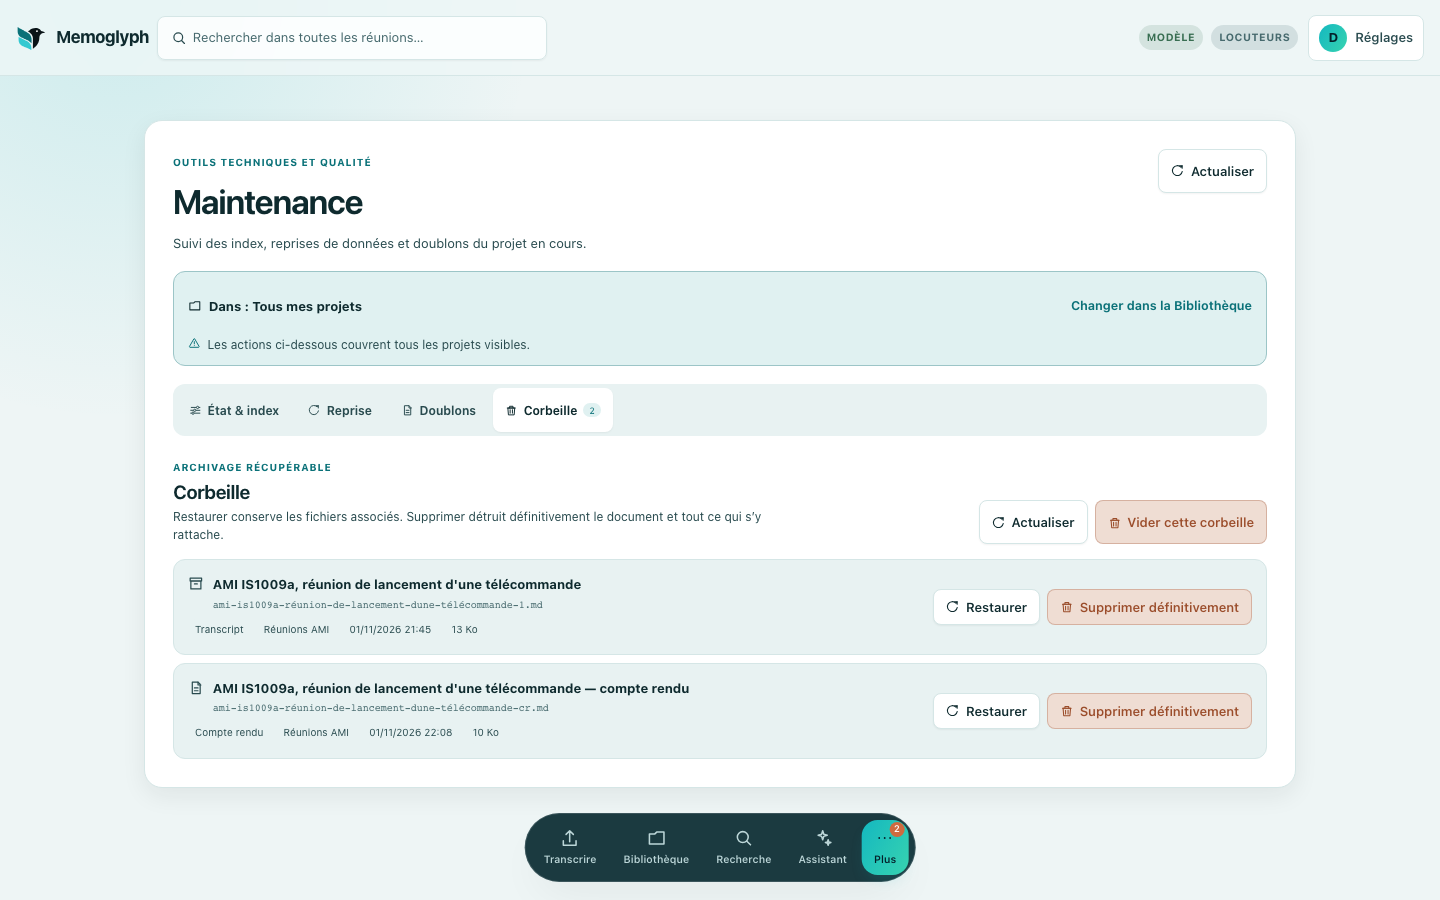 Memoglyph
Rechercher dans toutes les réunions…
MODÈLE
LOCUTEURS
D
Réglages
OUTILS TECHNIQUES ET QUALITÉ
Actualiser
Maintenance
Suivi des index, reprises de données et doublons du projet en cours.
Dans : Tous mes projets
Changer dans la Bibliothèque
Les actions ci-dessous couvrent tous les projets visibles.
État & index
Reprise
Doublons
Corbeille 2
ARCHIVAGE RÉCUPÉRABLE
Corbeille
Restaurer conserve les fichiers associés. Supprimer détruit définitivement le document et tout ce qui s’y
rattache.
Actualiser
Vider cette corbeille
AMI IS1009a, réunion de lancement d'une télécommande
ami-is1009a-réunion-de-lancement-dune-télécommande-1.md
Transcript Réunions AMI 01/11/2026 21:45 13 Ko
Restaurer
Supprimer définitivement
AMI IS1009a, réunion de lancement d'une télécommande — compte rendu
ami-is1009a-réunion-de-lancement-dune-télécommande-cr.md
Compte rendu Réunions AMI 01/11/2026 22:08 10 Ko
Restaurer
Supprimer définitivement
Transcrire
Bibliothèque
Recherche
Assistant
2
Plus